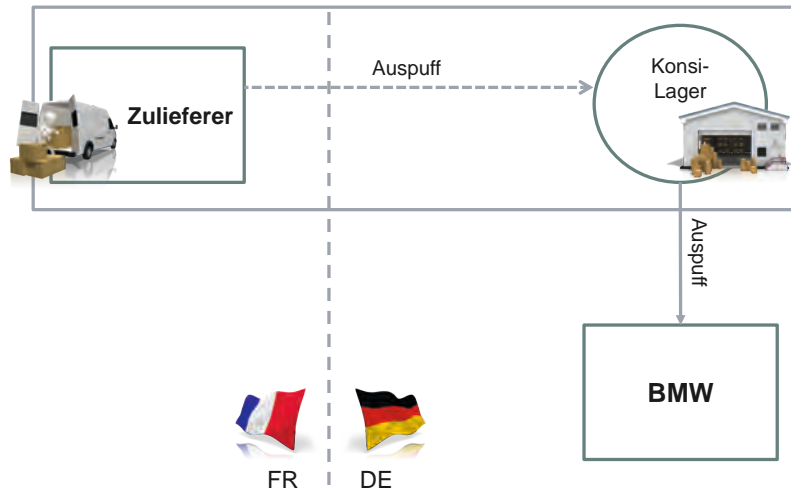 Auspuff
Konsi-
Lager
Zulieferer
Auspuff
BMW
FR
DE